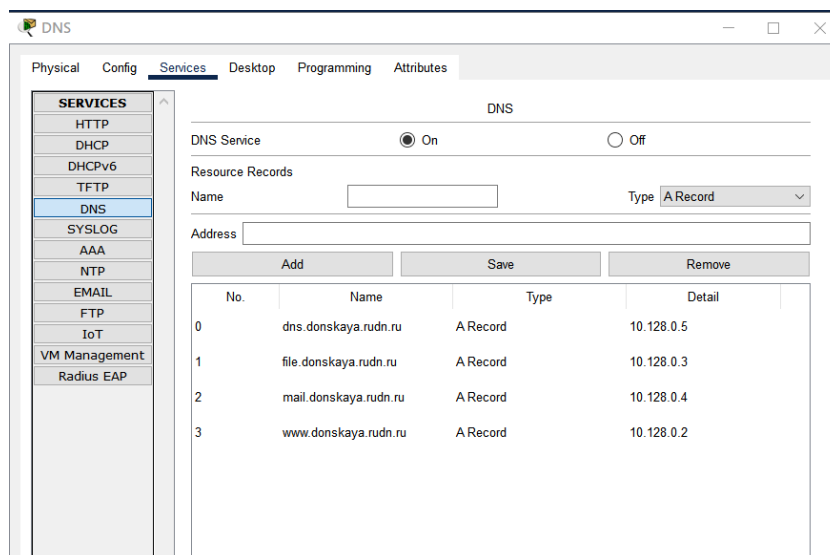 DNS
Physical Config Services Desktop Programming Attributes
SERVICES
HTTP
DHCP
DHCPv6
TFTP
DNS
SYSLOG
AAA
NTP
EMAIL
FTP
IoT
VM Management
Radius EAP
DNS
DNS Service On Off
Resource Records
Name Type A Record
Address
Add Save Remove
No. Name Type Detail
0 dns.donskaya.rudn.ru A Record 10.128.0.5
1 file.donskaya.rudn.ru A Record 10.128.0.3
2 mail.donskaya.rudn.ru A Record 10.128.0.4
3 www.donskaya.rudn.ru A Record 10.128.0.2